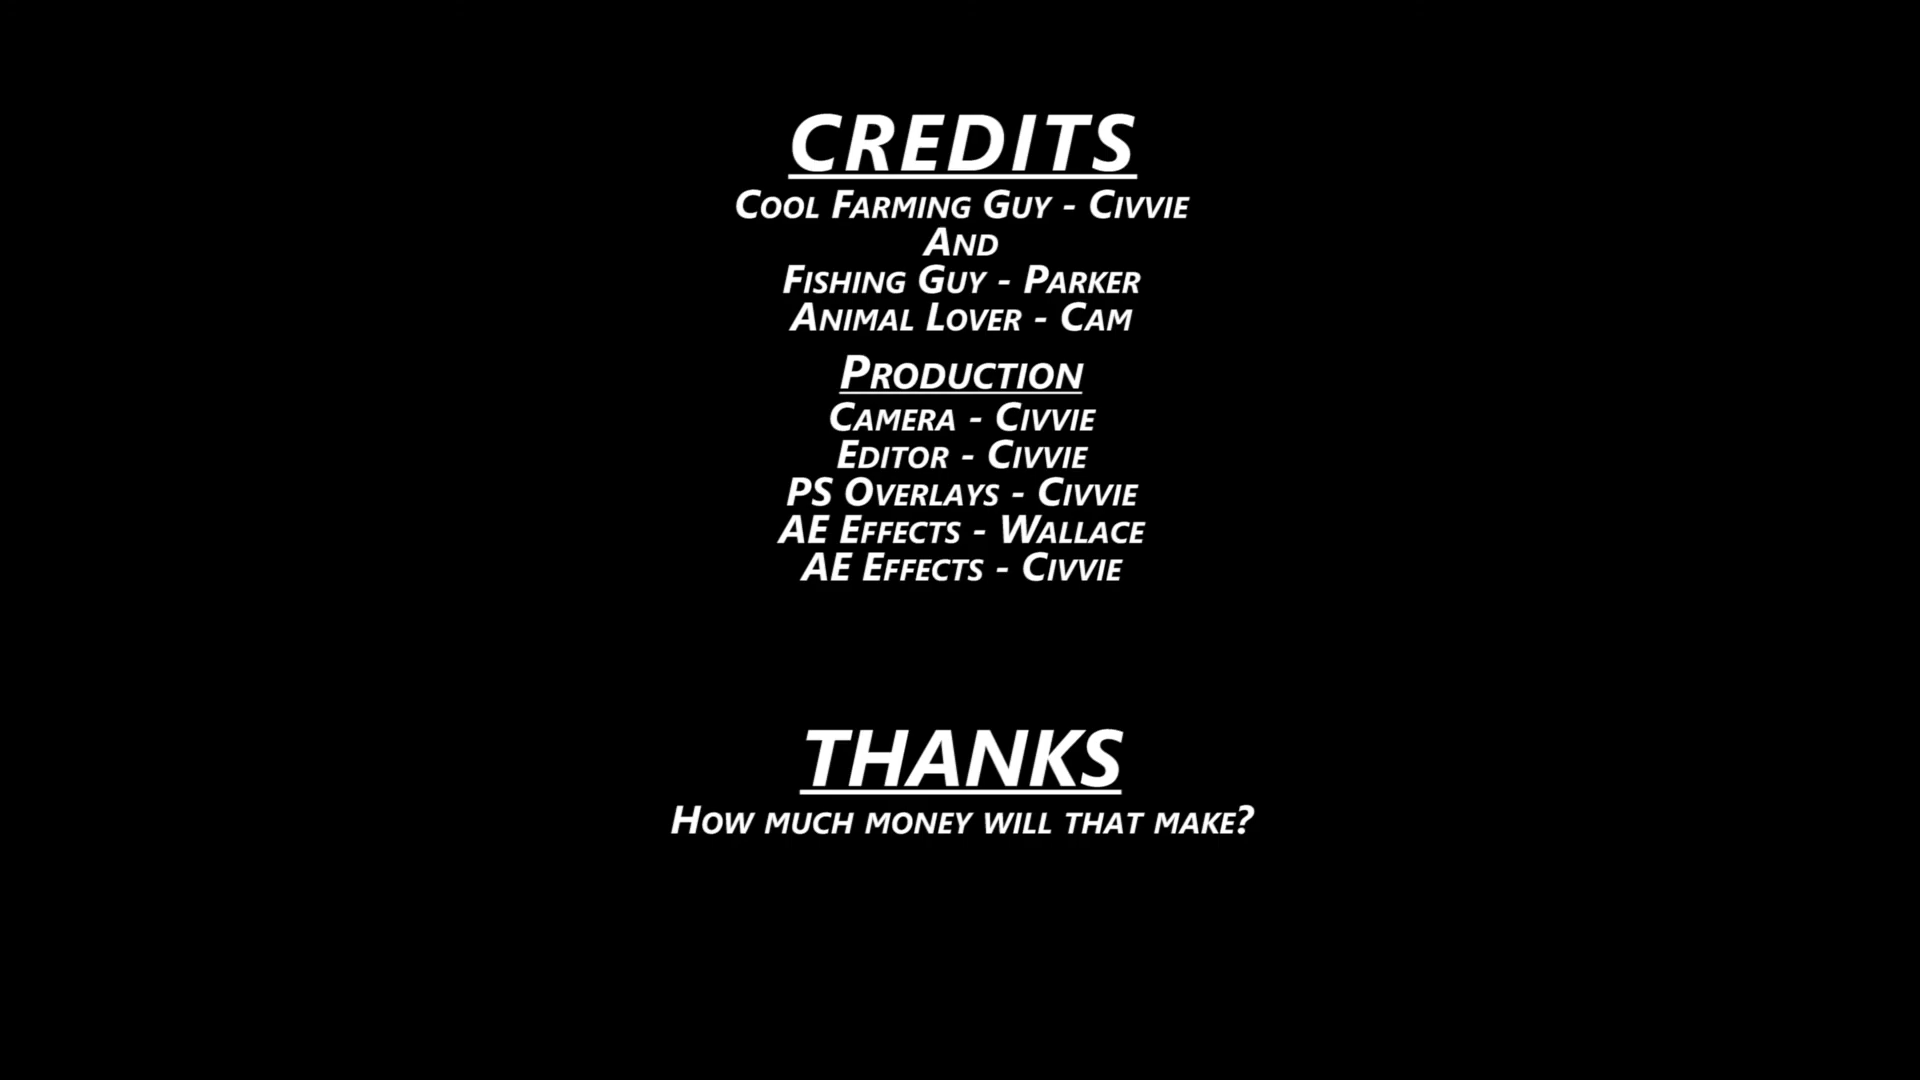 CREDITS
COOL FARMING GUY - CIVVIE
AND
FISHING GUY - PARKER
ANIMAL LOVER - CAM
PRODUCTION
CAMERA - CIVVIE
EDITOR - CIVVIE
PS OVERLAYS - CIVVIE
AE EFFECTS - WALLACE
AE EFFECTS - CIVVIE
THANKS
HOW MUCH MONEY WILL THAT MAKE?